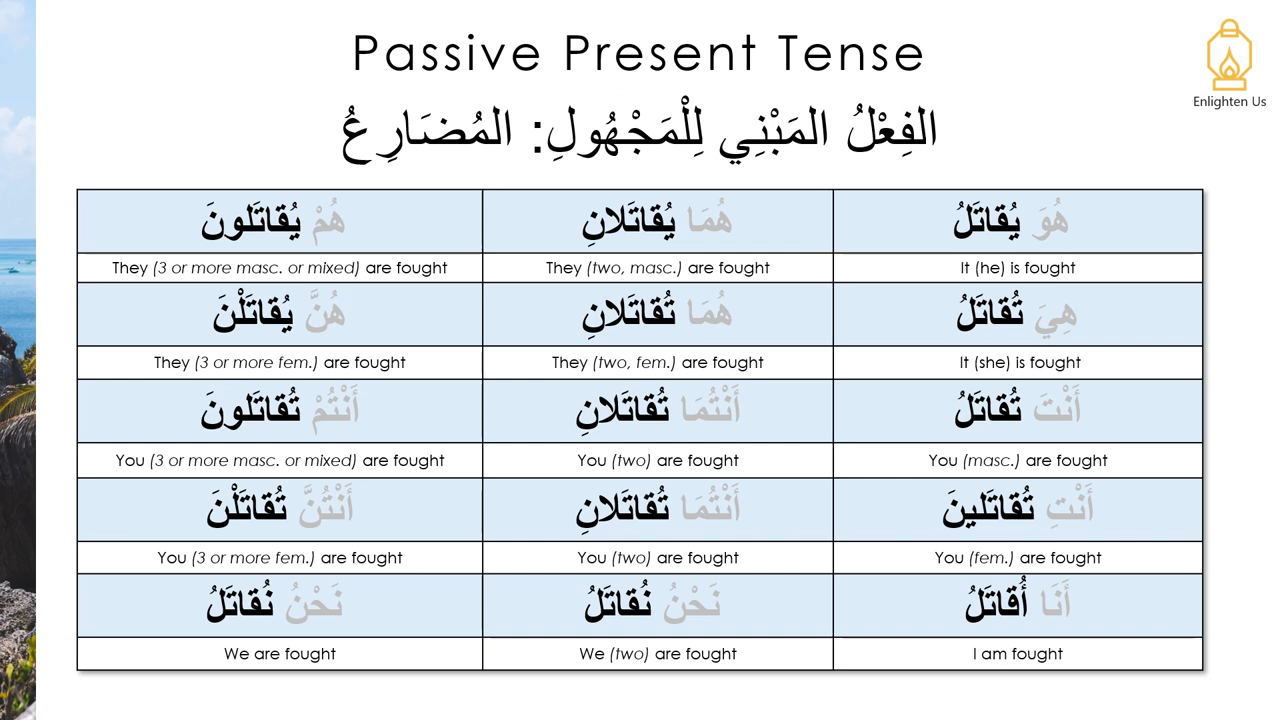 Passive Present Tense
Enlighten Us
الفِعْلُ المَبْنِي لِلْمَجْهُولِ: المُضَارِعُ
هُوَ يُقاتَلُ
هُمَا يُقاتَلانِ
هُمْ يُقاتَلونَ
It (he) is fought
They (two, masc.) are fought
They (3 or more masc. or mixed) are fought
هِيَ تُقاتَلُ
هُمَا تُقاتَلانِ
هُنَّ يُقاتَلْنَ
It (she) is fought
They (two, fem.) are fought
They (3 or more fem.) are fought
أَنْتَ تُقاتَلُ
أَنْتُمَا تُقاتَلانِ
أَنْتُمْ تُقاتَلونَ
You (masc.) are fought
You (two) are fought
You (3 or more masc. or mixed) are fought
أَنْتِ تُقاتَلينَ
أَنْتُمَا تُقاتَلانِ
أَنْتُنَّ تُقاتَلْنَ
You (fem.) are fought
You (two) are fought
You (3 or more fem.) are fought
أَنَا أُقاتَلُ
نَحْنُ نُقاتَلُ
نَحْنُ نُقاتَلُ
I am fought
We (two) are fought
We are fought